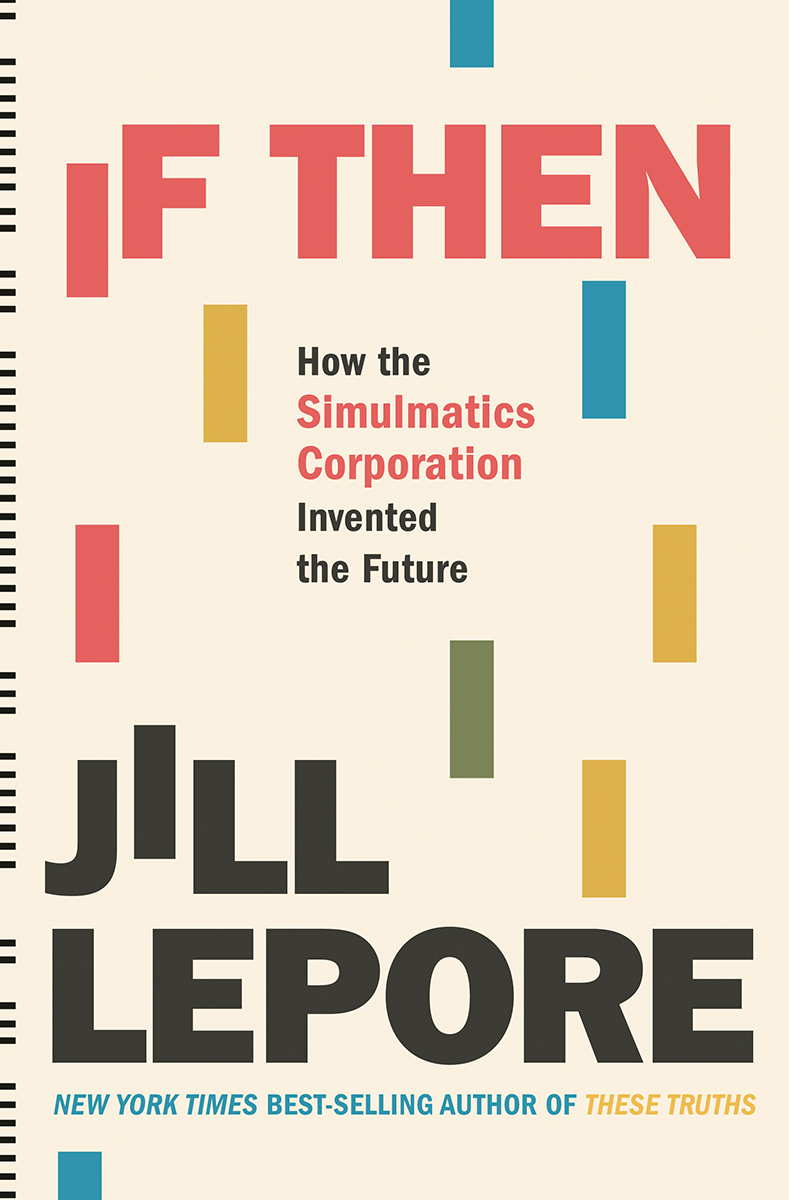 IF THEN
How the
Simulmatics
Corporation
Invented
the Future
JILL
LEPORE
NEW YORK TIMES BEST-SELLING AUTHOR OF THESE TRUTHS